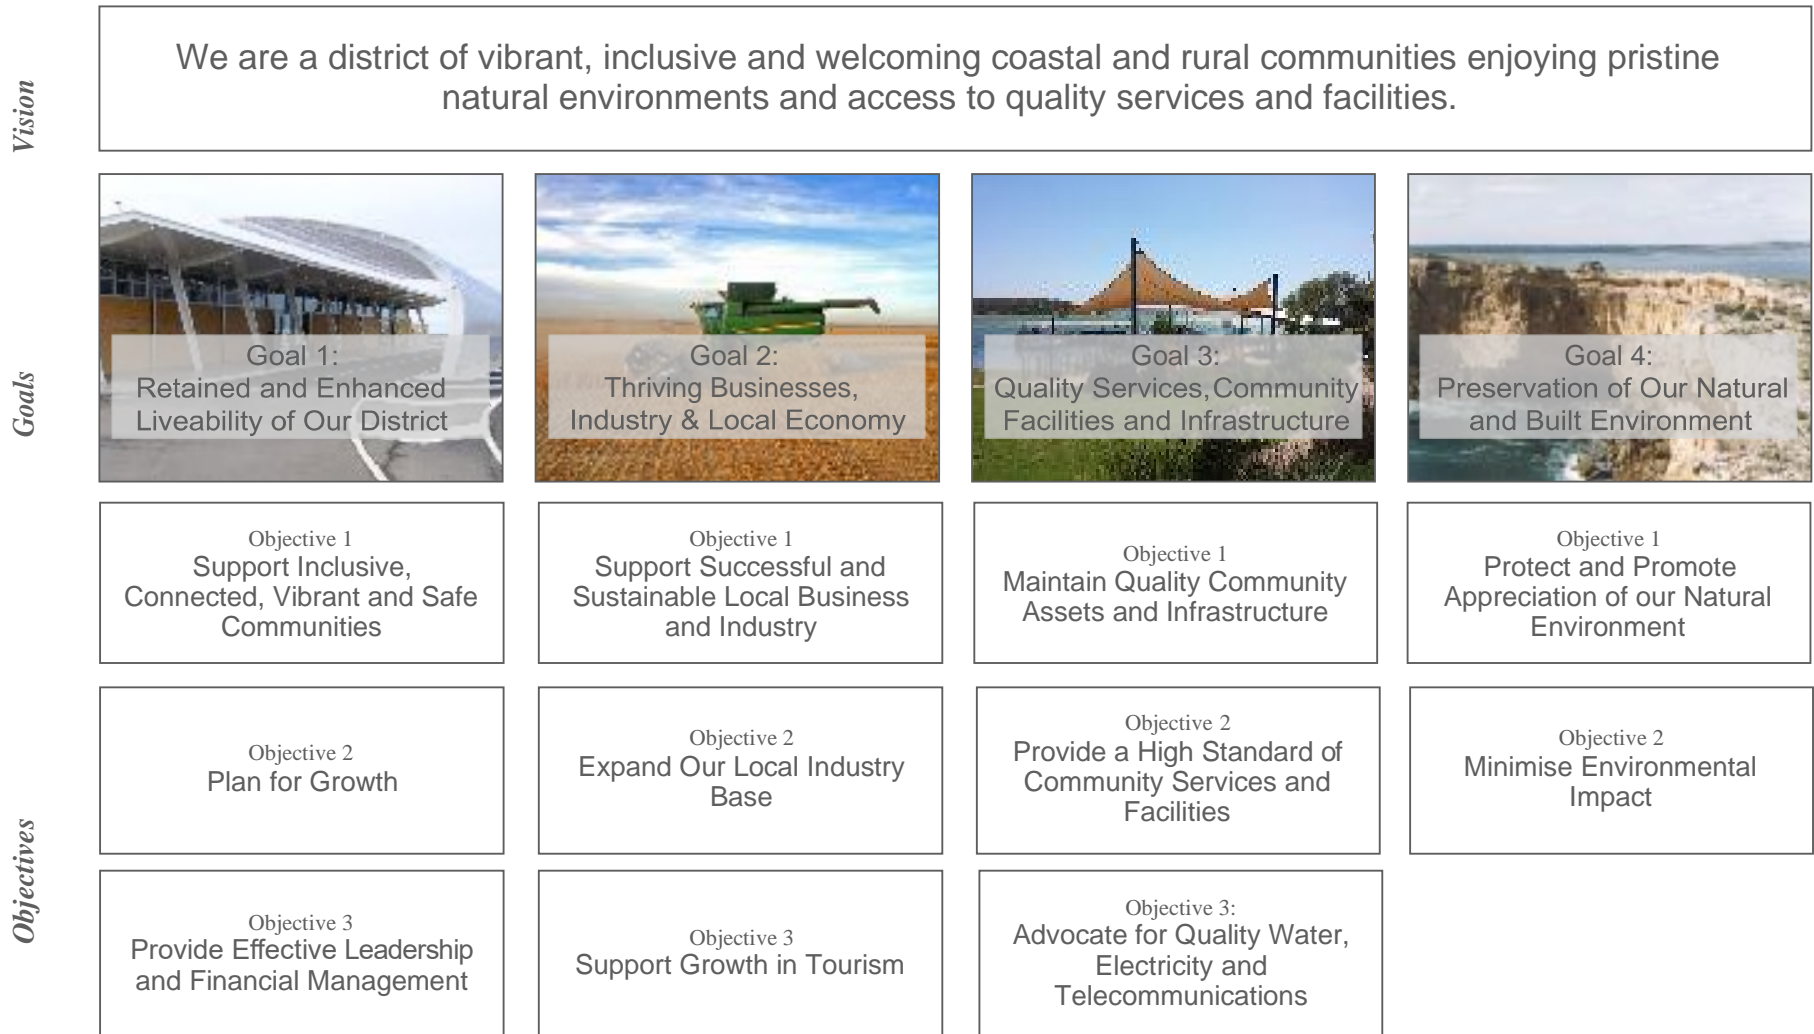 Vision
We are a district of vibrant, inclusive and welcoming coastal and rural communities enjoying pristine
natural environments and access to quality services and facilities.
Goals
Goal 1:
Retained and Enhanced
Liveability of Our District
Goal 2:
Thriving Businesses,
Industry & Local Economy
Goal 3:
Quality Services, Community
Facilities and Infrastructure
Goal 4:
Preservation of Our Natural
and Built Environment
Objectives
Objective 1
Support Inclusive,
Connected, Vibrant and Safe
Communities
Objective 1
Support Successful and
Sustainable Local Business
and Industry
Objective 1
Maintain Quality Community
Assets and Infrastructure
Objective 1
Protect and Promote
Appreciation of our Natural
Environment
Objective 2
Plan for Growth
Objective 2
Expand Our Local Industry
Base
Objective 2
Provide a High Standard of
Community Services and
Facilities
Objective 2
Minimise Environmental
Impact
Objective 3
Provide Effective Leadership
and Financial Management
Objective 3
Support Growth in Tourism
Objective 3:
Advocate for Quality Water,
Electricity and
Telecommunications